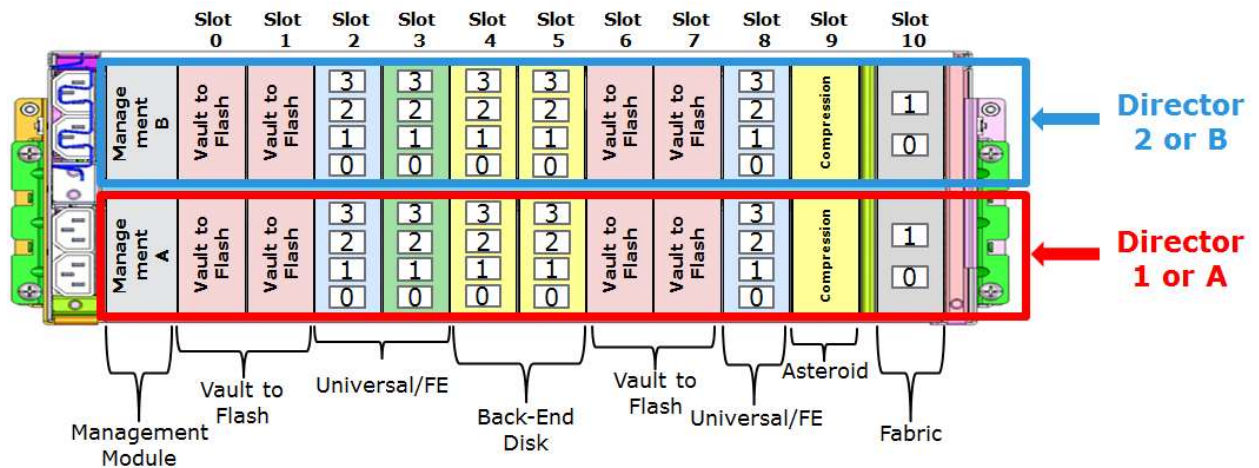 Slot Slot Slot Slot Slot Slot Slot Slot Slot Slot Slot
0 1 2 3 4 5 6 7 8 9 10
Manage
ment
B
Vault to
Flash
Vault to
Flash
3 3 3 3
2 2 2 2
1 1 1 1
0 0 0 0
Vault to
Flash
Vault to
Flash
3
2
1
0
Compression
1
0
Director
2 or B
Manage
ment
A
Vault to
Flash
Vault to
Flash
3 3 3 3
2 2 2 2
1 1 1 1
0 0 0 0
Vault to
Flash
Vault to
Flash
3
2
1
0
Compression
1
0
Director
1 or A
Management
Module
Vault to
Flash
Universal/FE
Back-End
Disk
Vault to
Flash
Universal/FE
Asteroid
Fabric